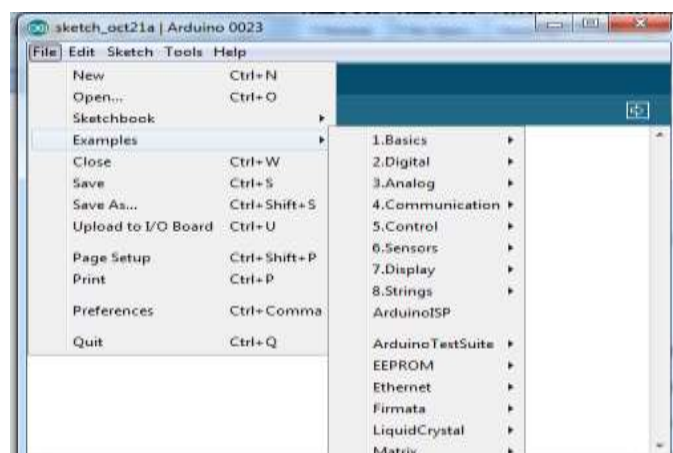 sketch_oct21a | Arduino 0023
File Edit Sketch Tools Help
New Ctrl+N
Open... Ctrl+O
Sketchbook
Examples
Close Ctrl+W
Save Ctrl+S
Save As... Ctrl+Shift+S
Upload to I/O Board Ctrl+U
Page Setup Ctrl+Shift+P
Print Ctrl+P
Preferences Ctrl+Comma
Quit Ctrl+Q
1.Basics
2.Digital
3.Analog
4.Communication
5.Control
6.Sensors
7.Display
8.Strings
ArduinoISP
ArduinoTestSuite
EEPROM
Ethernet
Firmata
LiquidCrystal
Matrix